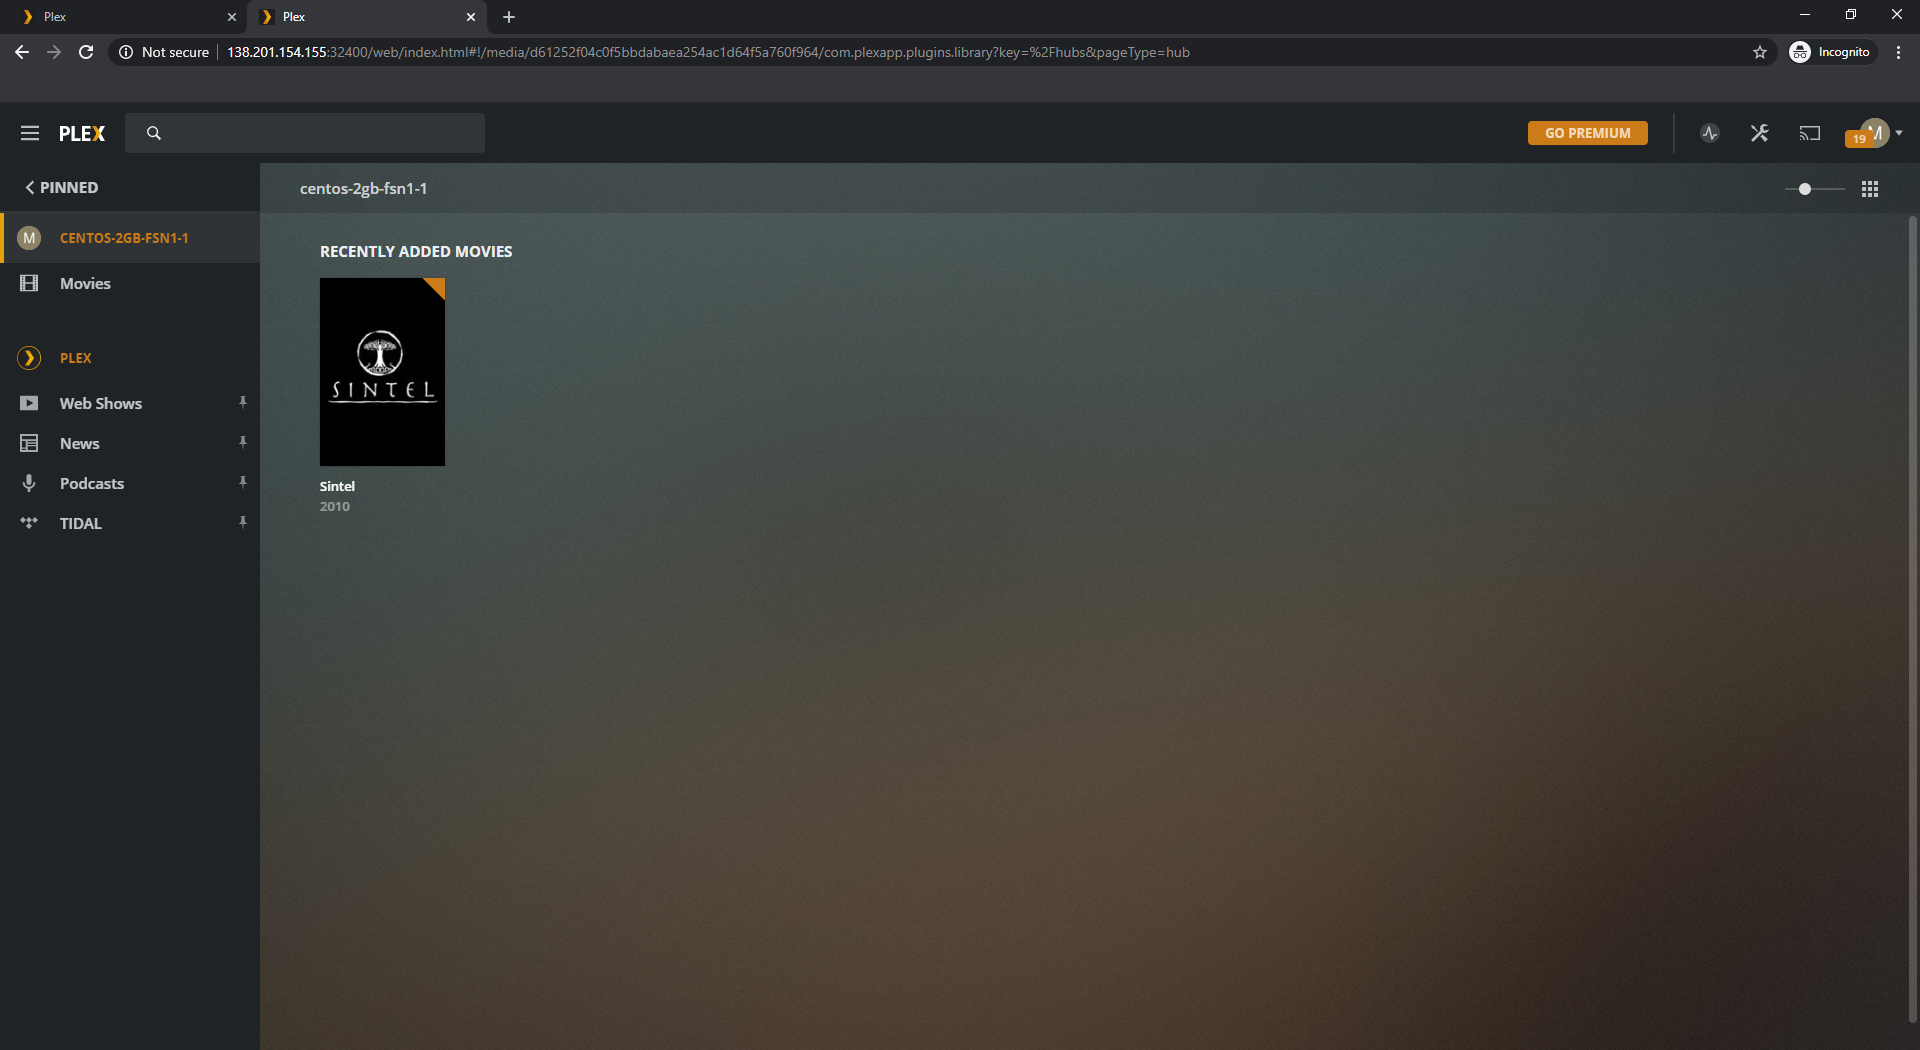 Plex
Plex
Not secure
138.201.154.155:32400/web/index.html#!/media/d61252f04c0f5bbdabaea254ac1d64f5a760f964/com.plexapp.plugins.library?key=%2Fhubs&pageType=hub
Incognito
PLEX
GO PREMIUM
19
M
PINNED
centos-2gb-fsn1-1
M
CENTOS-2GB-FSN1-1
RECENTLY ADDED MOVIES
Movies
PLEX
Web Shows
News
Podcasts
TIDAL
SINTEL
Sintel
2010